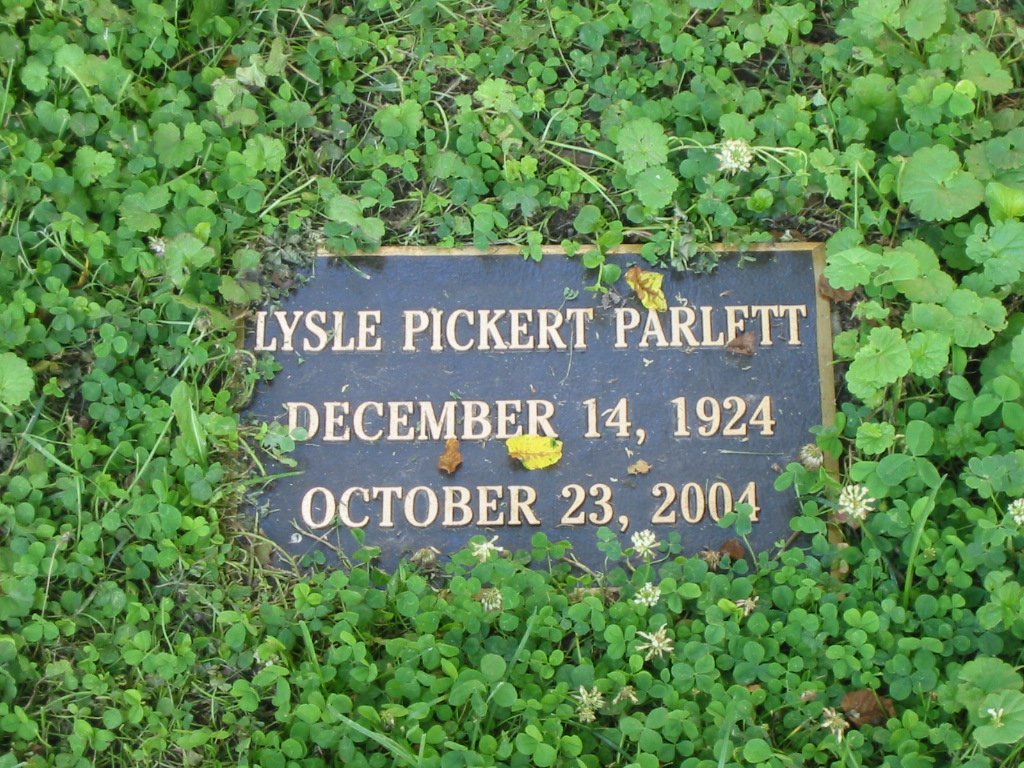 LYSLE PICKERT PARLETT
DECEMBER 14, 1924
OCTOBER 23, 2004